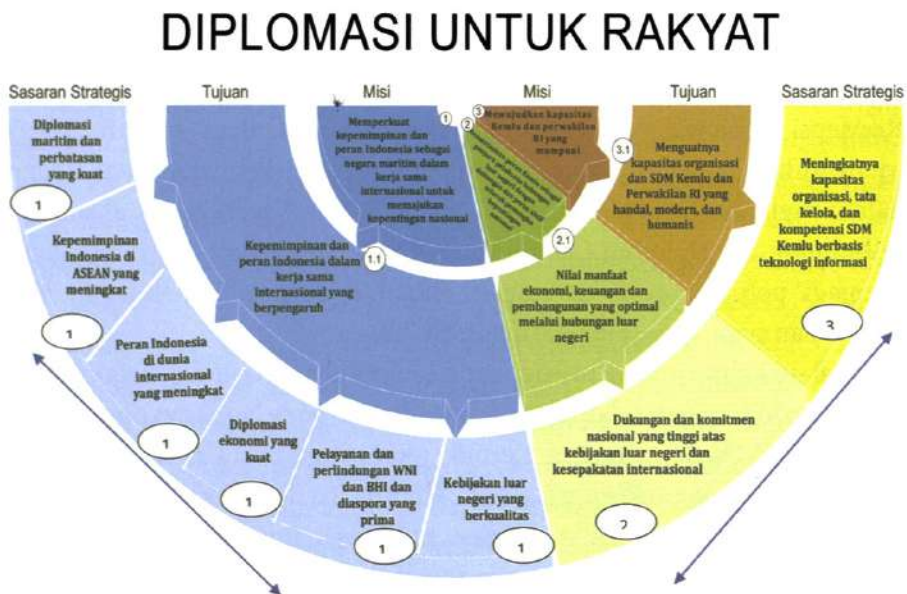 DIPLOMASI UNTUK RAKYAT
Sasaran Strategis
Tujuan
Misi
Misi
Tujuan
Sasaran Strategis
Diplomasi
maritim dan
perbatasan
yang kuat
1
Kepemimpinan
Indonesia di
ASEAN yang
meningkat
1
Peran Indonesia
di dunia
internasional
yang meningkat
1
Diplomasi
ekonomi yang
kuat
1
Pelayanan dan
perlindungan WNI
dan BHI dan
diaspora yang
prima
1
Kebijakan luar
negeri yang
berkualitas
1
Kepemimpinan dan
peran Indonesia dalam
kerja sama
internasional yang
berpengaruh
1.1
Memperkuat
kepemimpinan dan
peran Indonesia sebagai
negara maritim dalam
kerja sama
internasional untuk
memajukan
kepentingan nasional
1
2
3
Mewujudkan kapasitas
Kemlu dan perwakilan
RI yang
mumpuni
3.1
Menguatnya
kapasitas organisasi
dan SDM Kemlu dan
Perwakilan RI yang
handal, modern, dan
humanis
2.1
Nilai manfaat
ekonomi, keuangan dan
pembangunan yang optimal
melalui hubungan luar
negeri
Meningkatnya
kapasitas
organisasi, tata
kelola, dan
kompetensi SDM
Kemlu berbasis
teknologi informasi
3
Dukungan dan komitmen
nasional yang tinggi atas
kebijakan luar negeri dan
kesepakatan internasional
2